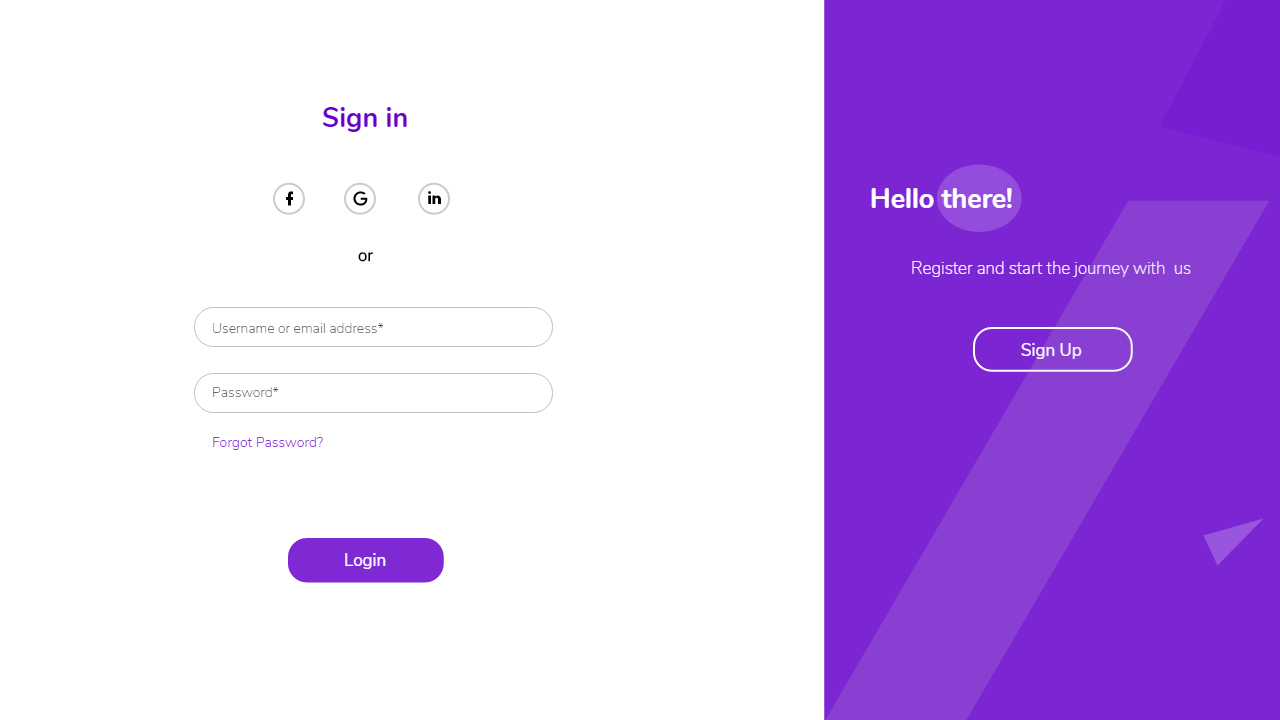 Sign in
f G in
or
Username or email address*
Password*
Forgot Password?
Login
Hello there!
Register and start the journey with  us
Sign Up